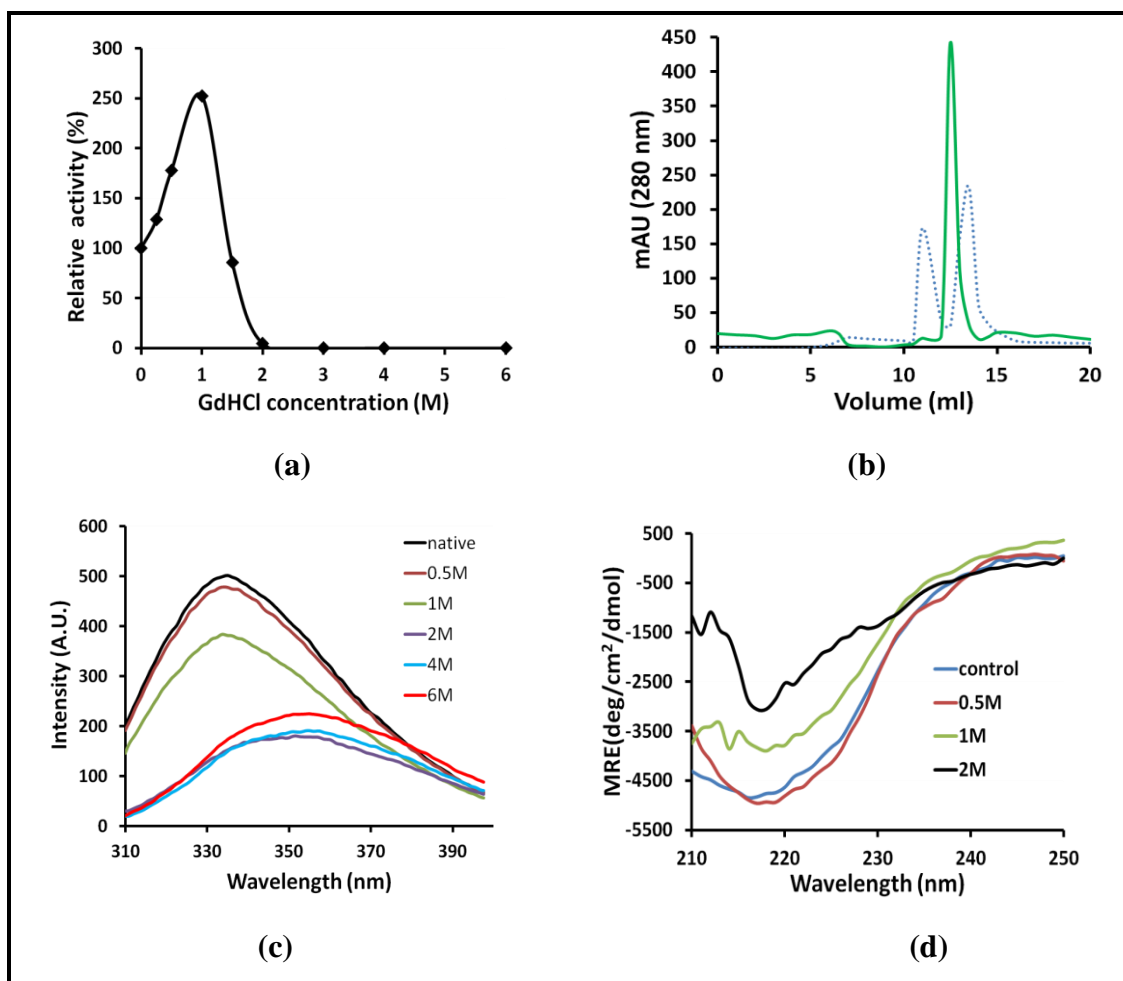 300
250
200
150
100
50
0
Relative activity (%)
0 1 2 3 4 5 6
GdHCl concentration (M)
(a)
450
400
350
300
250
200
150
100
50
0
mAU (280 nm)
0 5 10 15 20
Volume (ml)
(b)
600
500
400
300
200
100
0
Intensity (A.U.)
native
0.5M
1M
2M
4M
6M
310 330 350 370 390
Wavelength (nm)
(c)
500
-500
-1500
-2500
-3500
-4500
-5500
MRE(deg/cm²/dmol)
control
0.5M
1M
2M
210 220 230 240 250
Wavelength (nm)
(d)